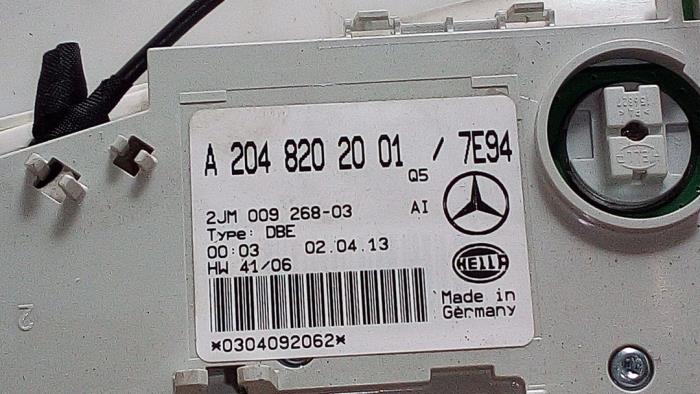 A 204 820 20 01 / 7E94
Q5
2JM 009 268-03 AI
Type: DBE
00:03 02.04.13
HW 41/06
HELLA
Made in
Germany
*0304092062*
2